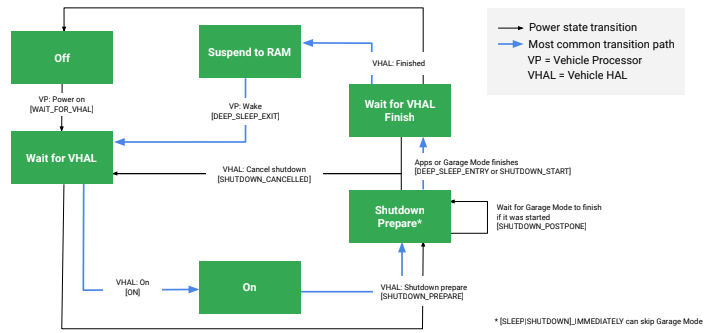 Off
Suspend to RAM
VHAL: Finished
Power state transition
Most common transition path
VP = Vehicle Processor
VHAL = Vehicle HAL
VP: Power on
[WAIT_FOR_VHAL]
VP: Wake
[DEEP_SLEEP_EXIT]
Wait for VHAL
Finish
Wait for VHAL
VHAL: Cancel shutdown
[SHUTDOWN_CANCELLED]
Apps or Garage Mode finishes
[DEEP_SLEEP_ENTRY or SHUTDOWN_START]
Shutdown
Prepare*
Wait for Garage Mode to finish
if it was started
[SHUTDOWN_POSTPONE]
VHAL: On
[ON]
On
VHAL: Shutdown prepare
[SHUTDOWN_PREPARE]
* [SLEEP|SHUTDOWN]_IMMEDIATELY can skip Garage Mode